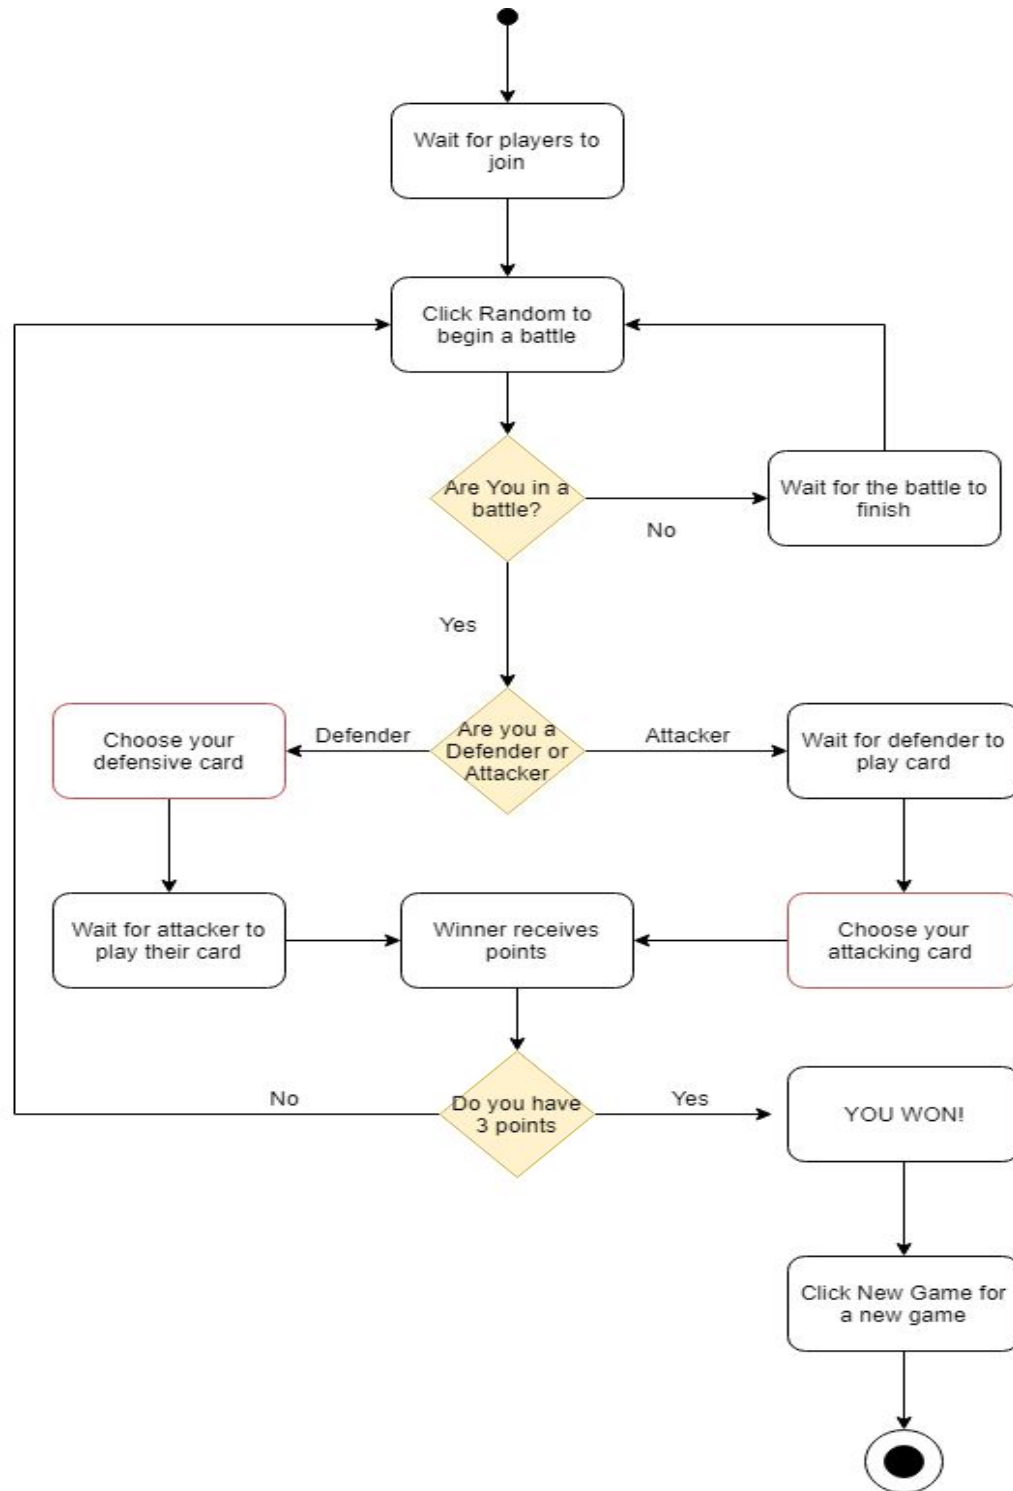 Wait for players to
join
Click Random to
begin a battle
Are You in a
battle?
No
Wait for the battle to
finish
Yes
Choose your
defensive card
Defender
Are you a
Defender or
Attacker
Attacker
Wait for defender to
play card
Wait for attacker to
play their card
Winner receives
points
Choose your
attacking card
No
Do you have
3 points
Yes
YOU WON!
Click New Game for
a new game